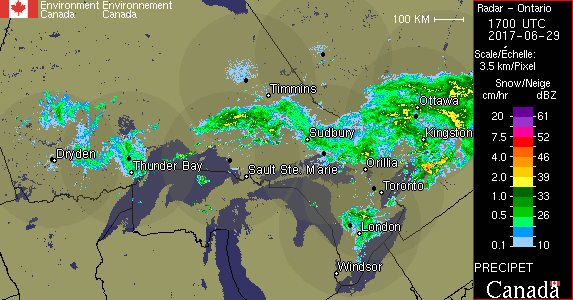 Environment Environnement
Canada Canada
100 KM
Radar - Ontario
1700 UTC
2017-06-29
Scale/Échelle:
3.5 km/Pixel
Snow/Neige
cm/hr dBZ
20 61
7.5 52
4.0 46
2.0 39
1.0 33
0.5 26
0.1 10
PRECIPET
Canada
Timmins
Ottawa
Sudbury
Kingston
Dryden
Thunder Bay
Sault Ste. Marie
Orillia
Toronto
London
Windsor